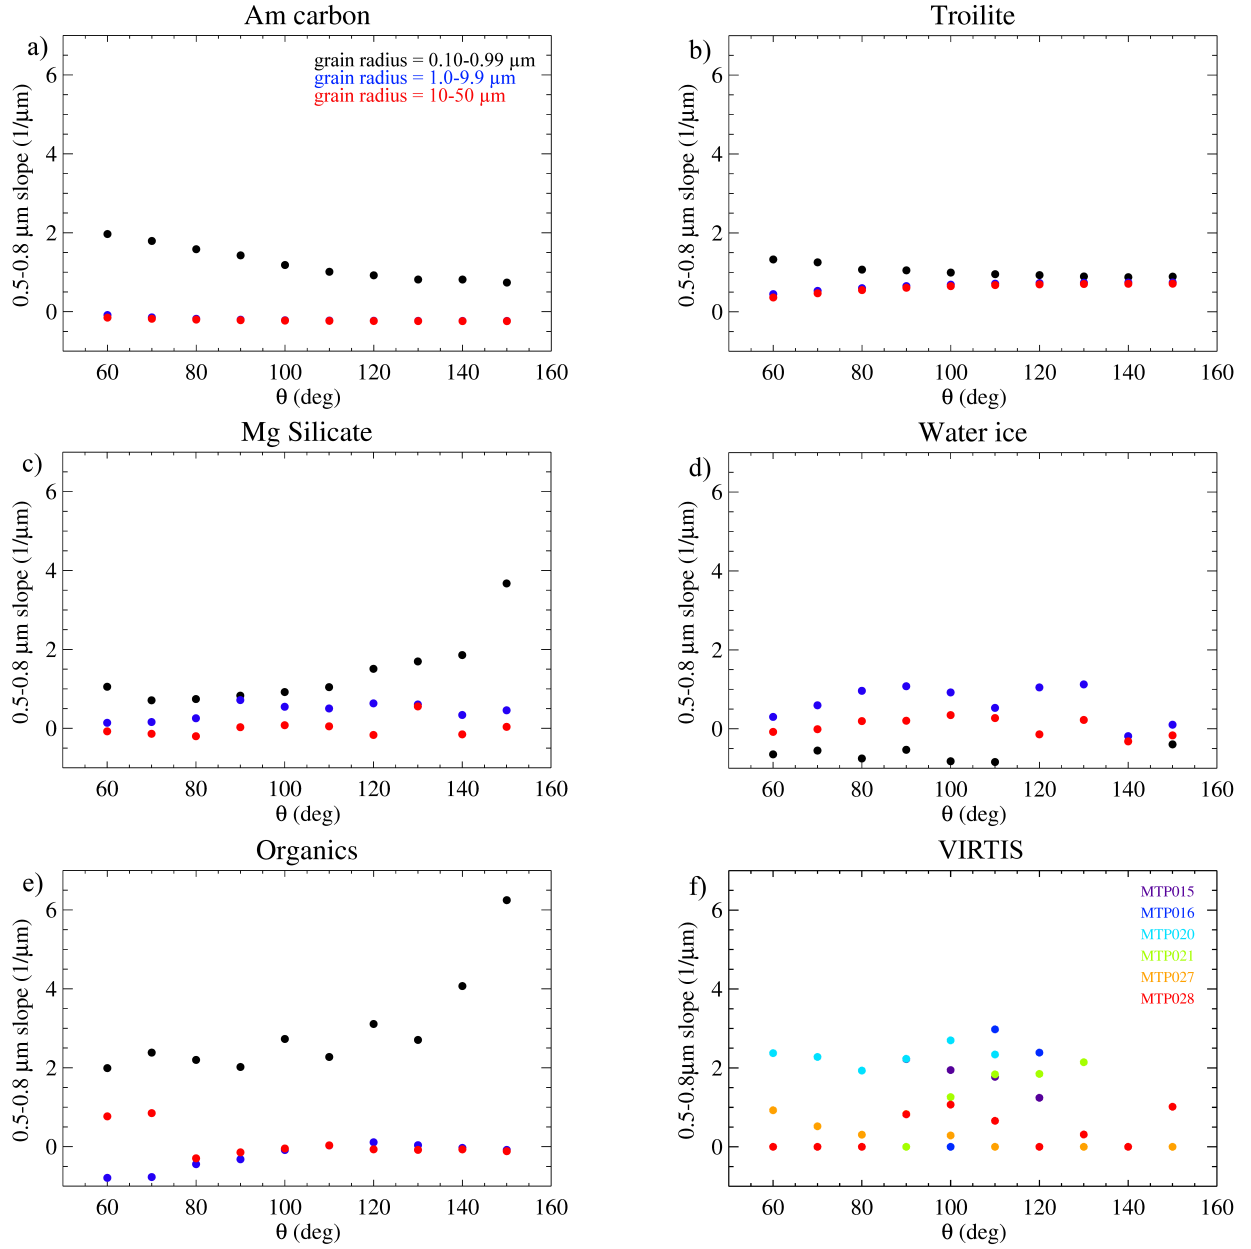 Am carbon
a)
grain radius = 0.10-0.99 µm
grain radius = 1.0-9.9 µm
grain radius = 10-50 µm
0.5-0.8 µm slope (1/µm)
6
4
2
0
60 80 100 120 140 160
θ (deg)
Troilite
b)
0.5-0.8 µm slope (1/µm)
6
4
2
0
60 80 100 120 140 160
θ (deg)
Mg Silicate
c)
0.5-0.8 µm slope (1/µm)
6
4
2
0
60 80 100 120 140 160
θ (deg)
Water ice
d)
0.5-0.8 µm slope (1/µm)
6
4
2
0
60 80 100 120 140 160
θ (deg)
Organics
e)
0.5-0.8 µm slope (1/µm)
6
4
2
0
60 80 100 120 140 160
θ (deg)
VIRTIS
f)
MTP015
MTP016
MTP020
MTP021
MTP027
MTP028
0.5-0.8µm slope (1/µm)
6
4
2
0
60 80 100 120 140 160
θ (deg)